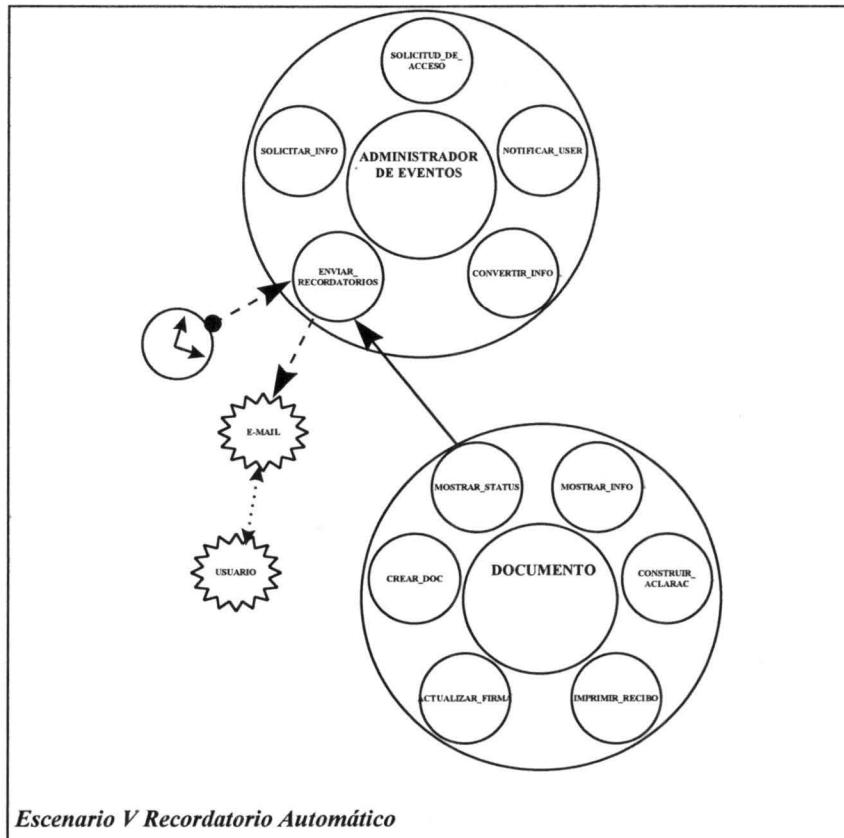 SOLICITUD_DE_
ACCESO
SOLICITAR_INFO
ADMINISTRADOR
DE EVENTOS
NOTIFICAR_USER
ENVIAR_
RECORDATORIOS
CONVERTIR_INFO
E-MAIL
USUARIO
MOSTRAR_STATUS
MOSTRAR_INFO
CREAR_DOC
DOCUMENTO
CONSTRUIR_
ACLARAC
ACTUALIZAR_FIRMA
IMPRIMIR_RECIBO
Escenario V Recordatorio Automático